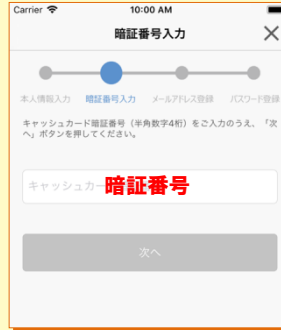 Carrier 10:00 AM
暗証番号入力
本人情報入力 暗証番号入力 メールアドレス登録 パスワード登録
キャッシュカード暗証番号（半角数字4桁）をご入力のうえ、「次
へ」ボタンを押してください。
キャッシュカー 暗証番号
次へ